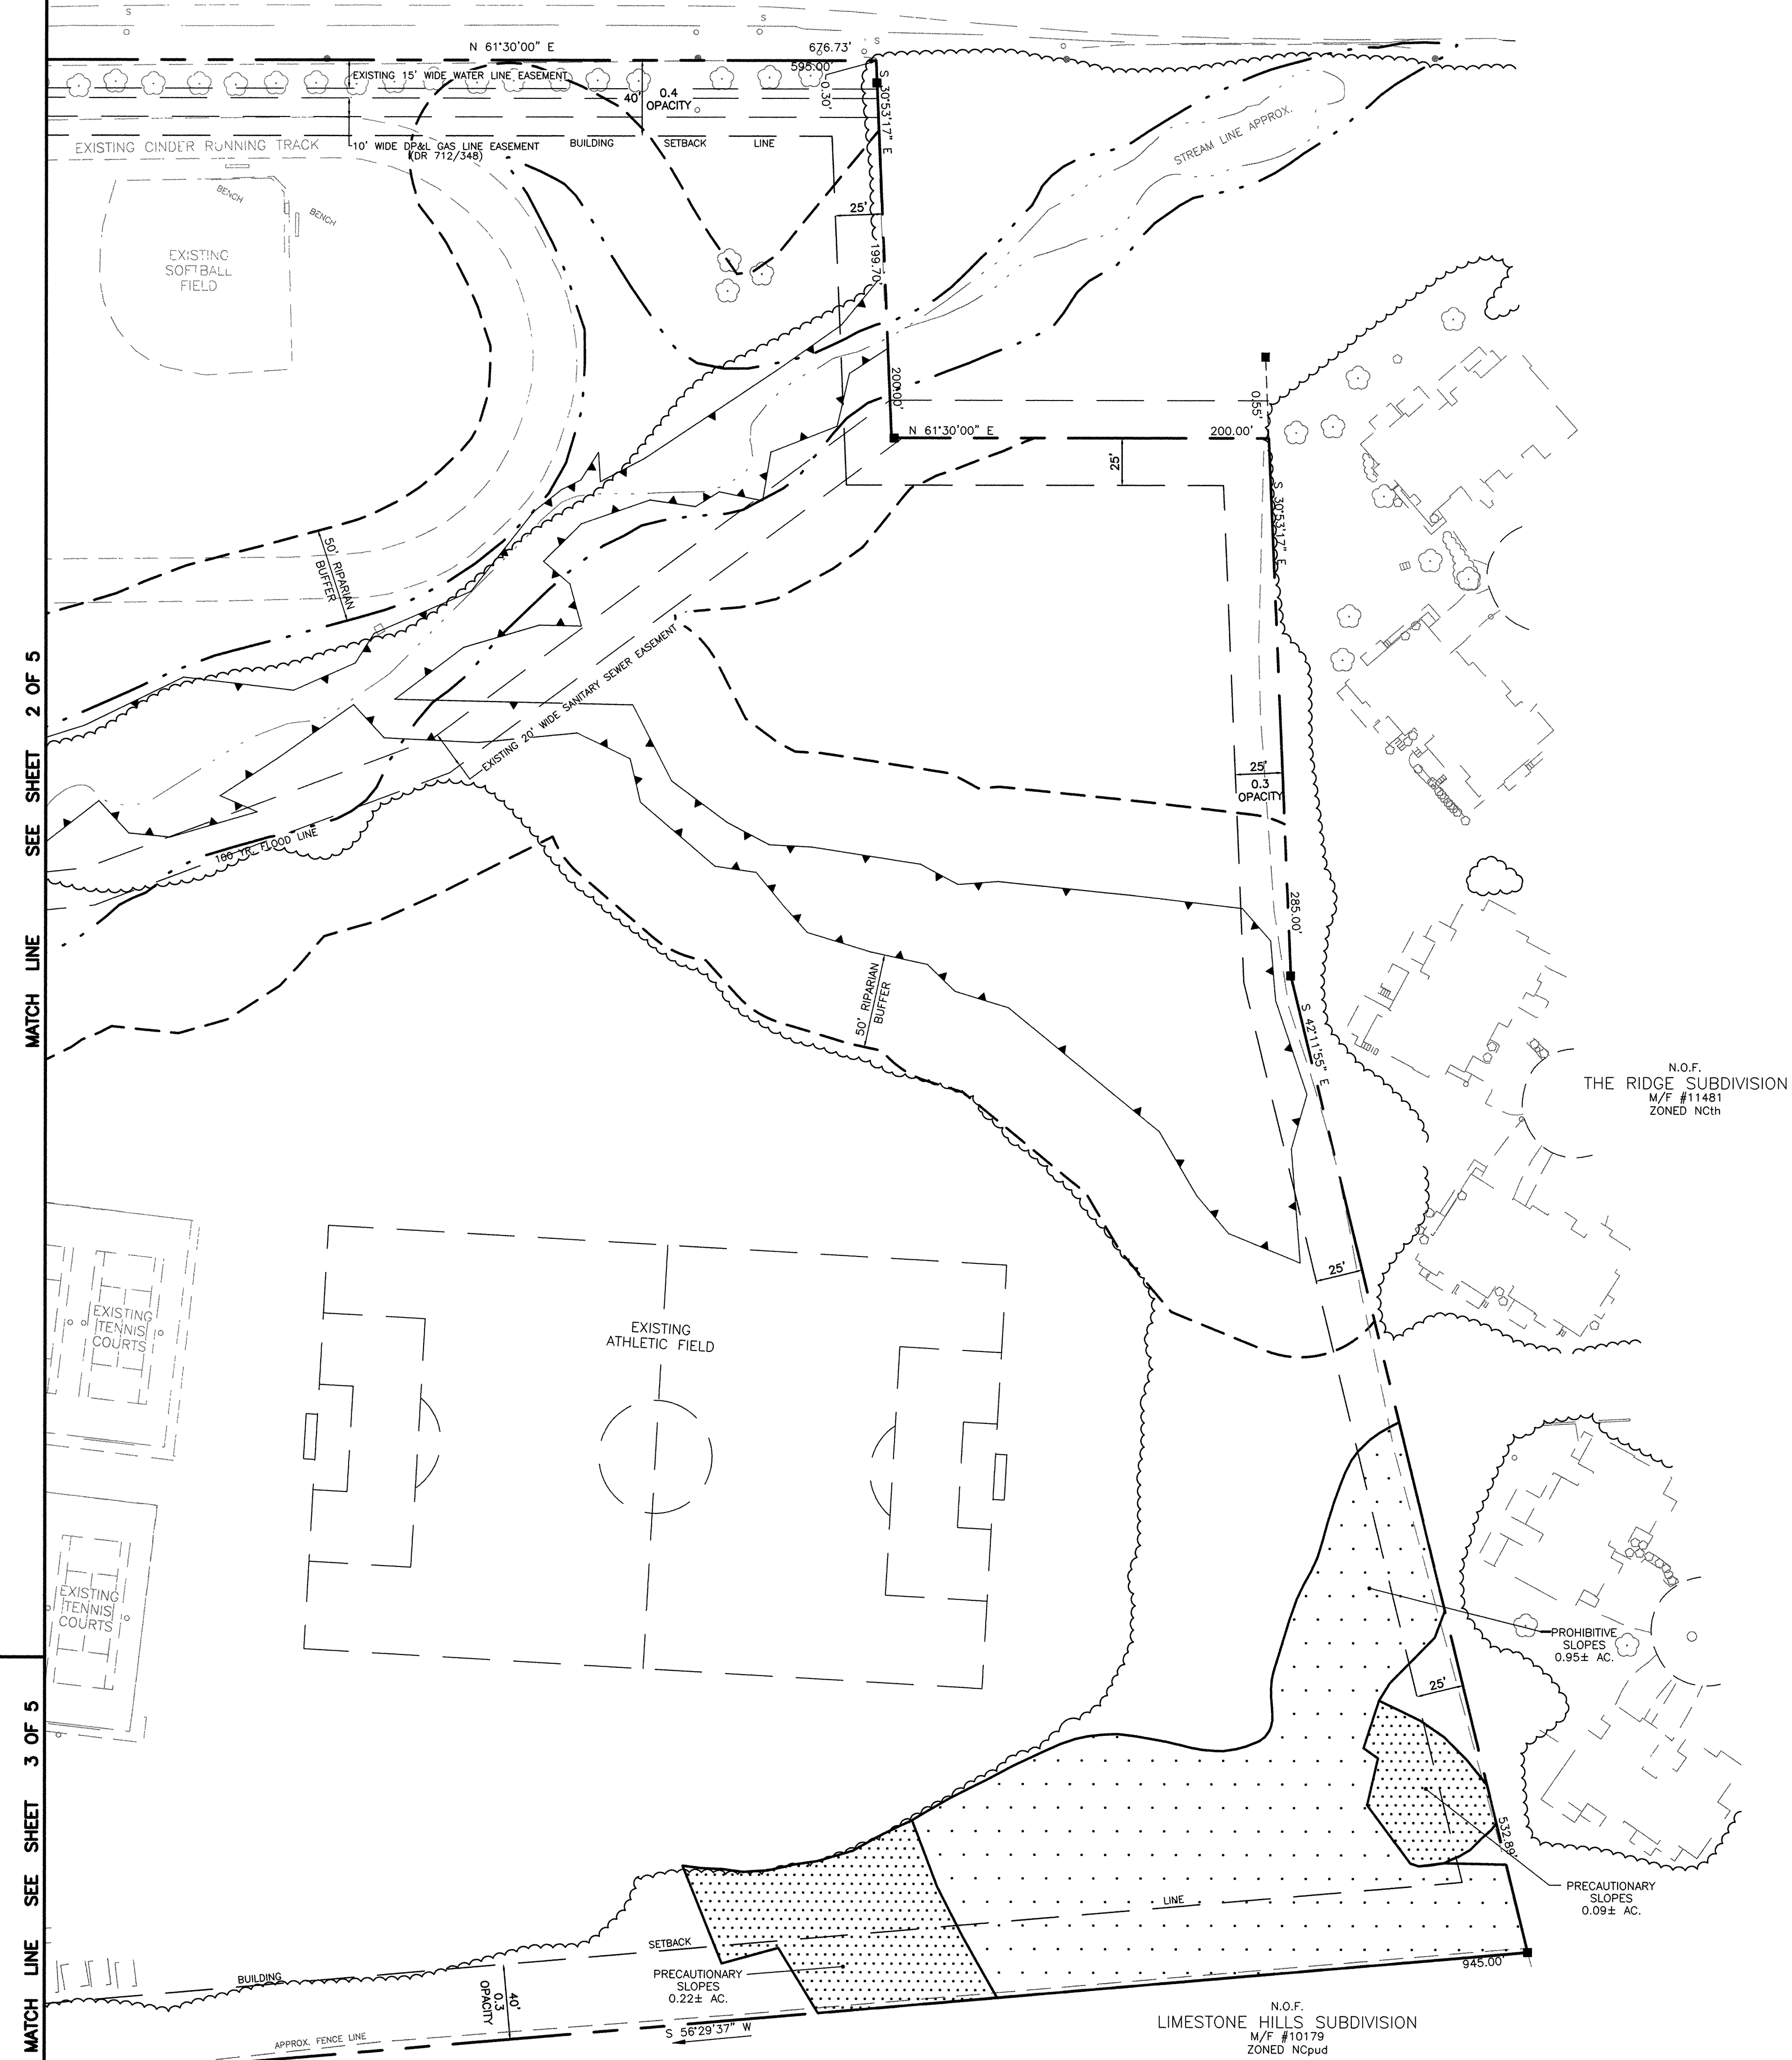 S
S
S
N 61°30'00" E
676.73'
595.00'
EXISTING 15' WIDE WATER LINE EASEMENT
40'
0.4
OPACITY
0.30'
S 30°53'17" E
EXISTING CINDER RUNNING TRACK
10' WIDE DP&L GAS LINE EASEMENT
(DR 712/348)
BUILDING
SETBACK
LINE
STREAM LINE APPROX.
BENCH
BENCH
25'
199.70'
EXISTING
SOFTBALL
FIELD
200.00'
0.55'
N 61°30'00" E
200.00'
25'
S 30°53'17" E
50' RIPARIAN
BUFFER
EXISTING 20' WIDE SANITARY SEWER EASEMENT
MATCH LINE SEE SHEET 2 OF 5
25'
0.3
OPACITY
100 YR. FLOOD LINE
285.00'
50' RIPARIAN
BUFFER
S 42°11'55" E
N.O.F.
THE RIDGE SUBDIVISION
M/F #11481
ZONED NCth
25'
EXISTING
TENNIS
COURTS
EXISTING
ATHLETIC FIELD
EXISTING
TENNIS
COURTS
PROHIBITIVE
SLOPES
0.95± AC.
25'
532.89'
PRECAUTIONARY
SLOPES
0.09± AC.
MATCH LINE SEE SHEET 3 OF 5
LINE
SETBACK
BUILDING
PRECAUTIONARY
SLOPES
0.22± AC.
945.00'
40'
0.3
OPACITY
APPROX. FENCE LINE
S 56°29'37" W
N.O.F.
LIMESTONE HILLS SUBDIVISION
M/F #10179
ZONED NCpud